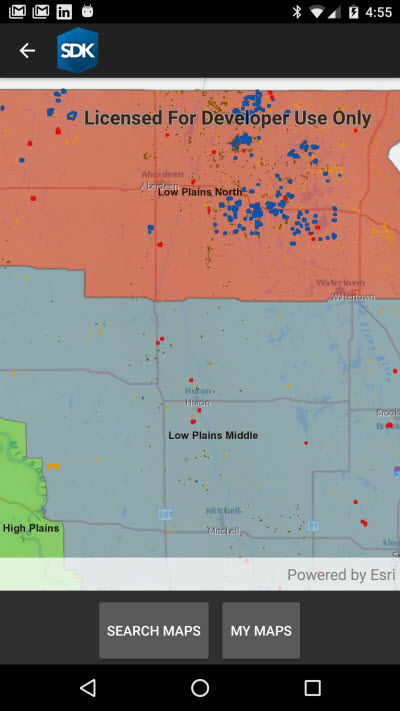 4:55
SDK
Licensed For Developer Use Only
Aberdeen
Aberdeen
Low Plains North
Watertown
Watertown
Huron
Huron
Low Plains Middle
Mitchell
Mitchell
High Plains
Powered by Esri
SEARCH MAPS MY MAPS